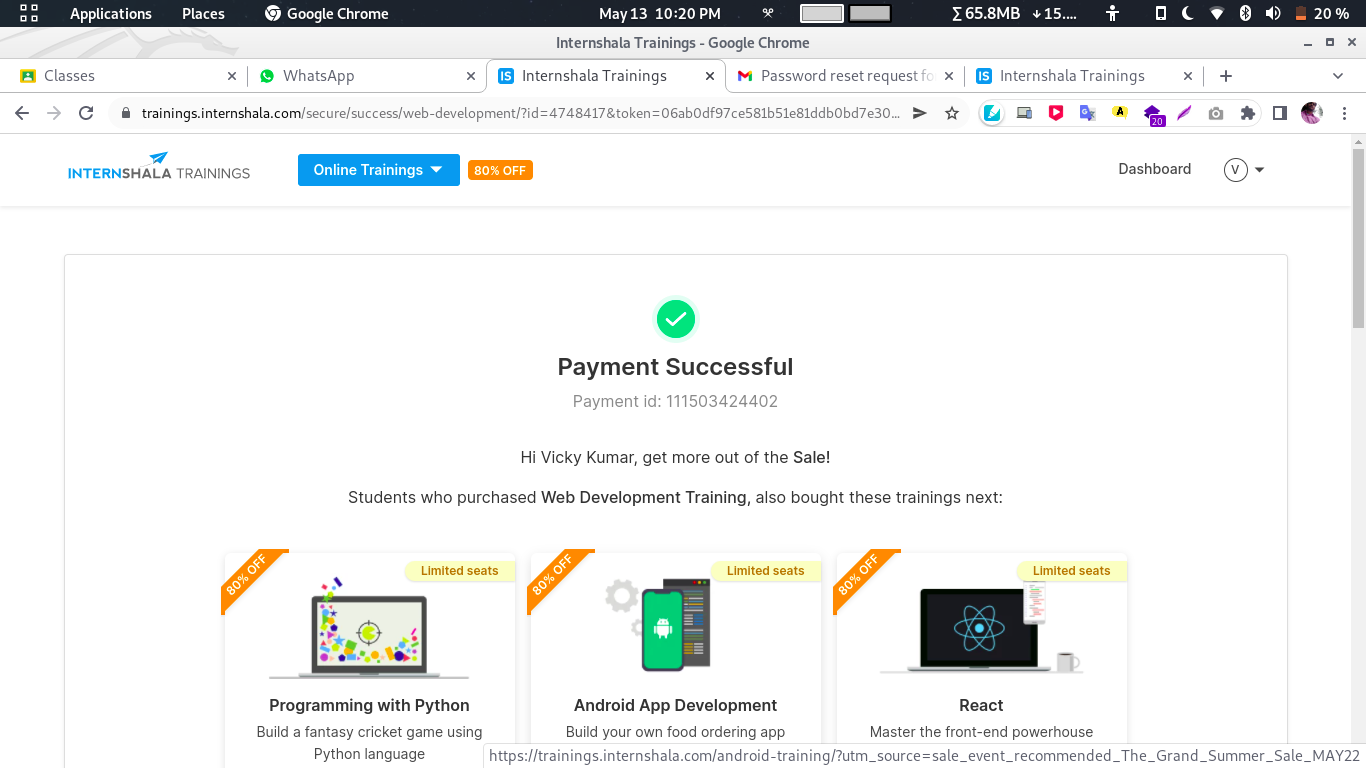 Applications Places Google Chrome May 13 10:20 PM Σ 65.8MB ↓ 15.... 20 %
Internshala Trainings - Google Chrome
Classes WhatsApp Internshala Trainings Password reset request fo Internshala Trainings
trainings.internshala.com/secure/success/web-development/?id=4748417&token=06ab0df97ce581b51e81ddb0bd7e30... 20
INTERNSHALA TRAININGS Online Trainings 80% OFF Dashboard V
Payment Successful
Payment id: 111503424402
Hi Vicky Kumar, get more out of the Sale!
Students who purchased Web Development Training, also bought these trainings next:
80% OFF Limited seats 80% OFF Limited seats 80% OFF Limited seats
Programming with Python Android App Development React
Build a fantasy cricket game using Build your own food ordering app Master the front-end powerhouse
Python language
https://trainings.internshala.com/android-training/?utm_source=sale_event_recommended_The_Grand_Summer_Sale_MAY22